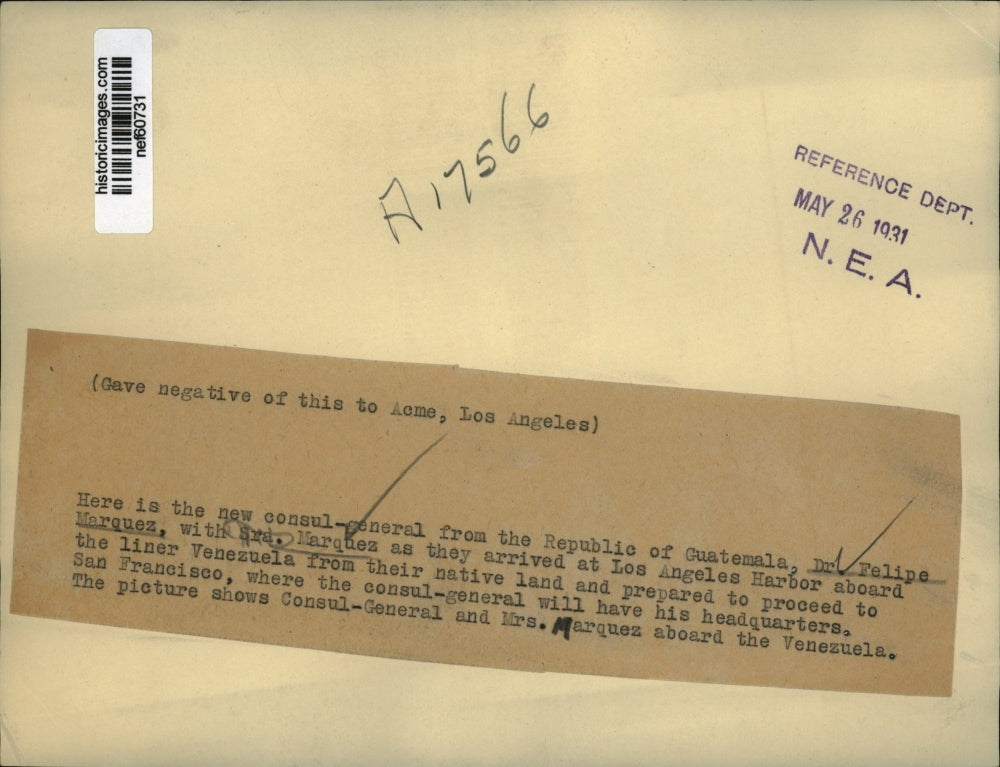 historicimages.com
nef60731
A17566
REFERENCE DEPT.
MAY 26 1931
N. E. A.
(Gave negative of this to Acme, Los Angeles)
Here is the new consul-general from the Republic of Guatemala, Dr. Felipe
Marquez, with Srd. Marquez as they arrived at Los Angeles Harbor aboard
the liner Venezuela from their native land and prepared to proceed to
San Francisco, where the consul-general will have his headquarters.
The picture shows Consul-General and Mrs. Marquez aboard the Venezuela.